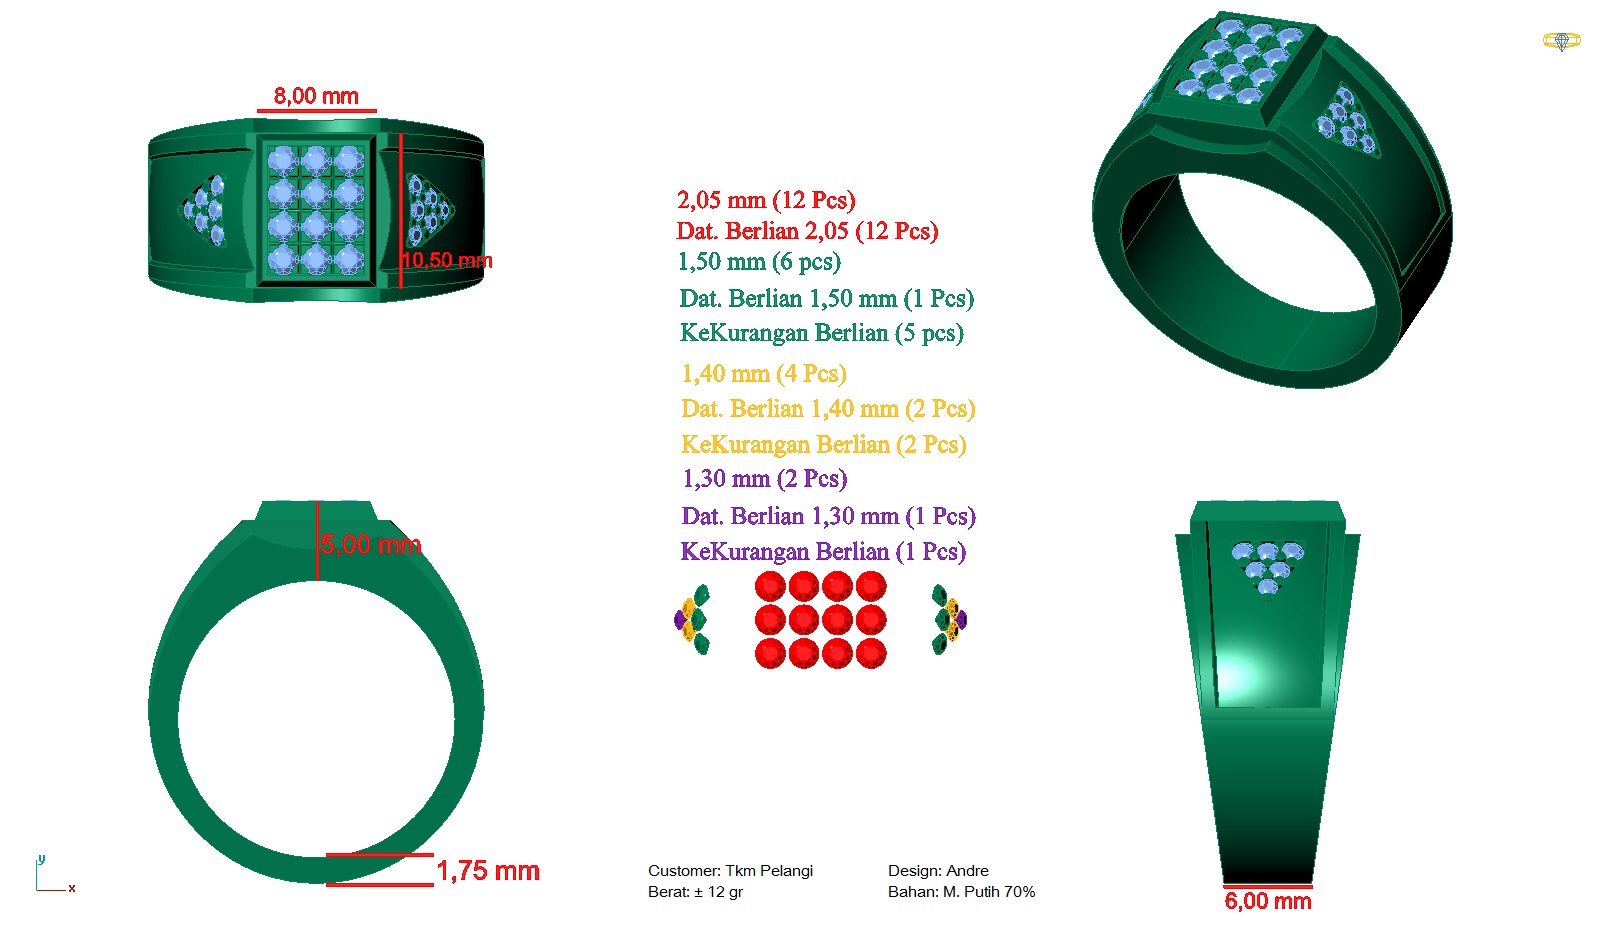 8,00 mm
10,50 mm
2,05 mm (12 Pcs)
Dat. Berlian 2,05 (12 Pcs)
1,50 mm (6 pcs)
Dat. Berlian 1,50 mm (1 Pcs)
KeKurangan Berlian (5 pcs)
1,40 mm (4 Pcs)
Dat. Berlian 1,40 mm (2 Pcs)
KeKurangan Berlian (2 Pcs)
1,30 mm (2 Pcs)
Dat. Berlian 1,30 mm (1 Pcs)
KeKurangan Berlian (1 Pcs)
5,00 mm
1,75 mm
6,00 mm
y
x
Customer: Tkm Pelangi
Berat: ± 12 gr
Design: Andre
Bahan: M. Putih 70%